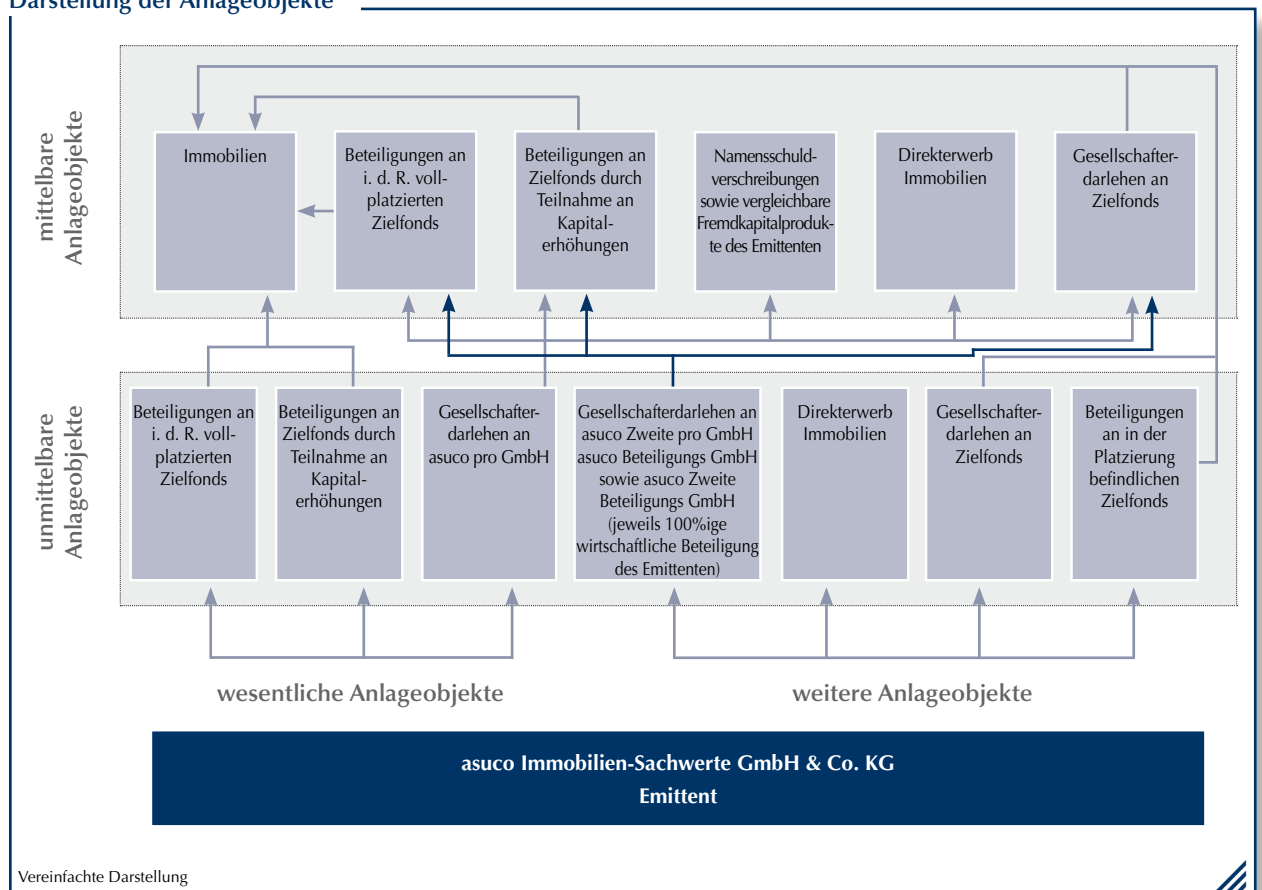 Darstellung der Anlageobjekte
mittelbare
Anlageobjekte
Immobilien
Beteiligungen an
i. d. R. voll-
platzierten
Zielfonds
Beteiligungen an
Zielfonds durch
Teilnahme an
Kapital-
erhöhungen
Namensschuld-
verschreibungen
sowie vergleichbare
Fremdkapitalproduk-
te des Emittenten
Direkterwerb
Immobilien
Gesellschafter-
darlehen an
Zielfonds
unmittelbare
Anlageobjekte
Beteiligungen an
i. d. R. voll-
platzierten
Zielfonds
Beteiligungen an
Zielfonds durch
Teilnahme an
Kapital-
erhöhungen
Gesellschafter-
darlehen an
asuco pro GmbH
Gesellschafterdarlehen an
asuco Zweite pro GmbH
asuco Beteiligungs GmbH
sowie asuco Zweite
Beteiligungs GmbH
(jeweils 100%ige
wirtschaftliche Beteiligung
des Emittenten)
Direkterwerb
Immobilien
Gesellschafter-
darlehen an
Zielfonds
Beteiligungen
an in der
Platzierung
befindlichen
Zielfonds
wesentliche Anlageobjekte
weitere Anlageobjekte
asuco Immobilien-Sachwerte GmbH & Co. KG
Emittent
Vereinfachte Darstellung